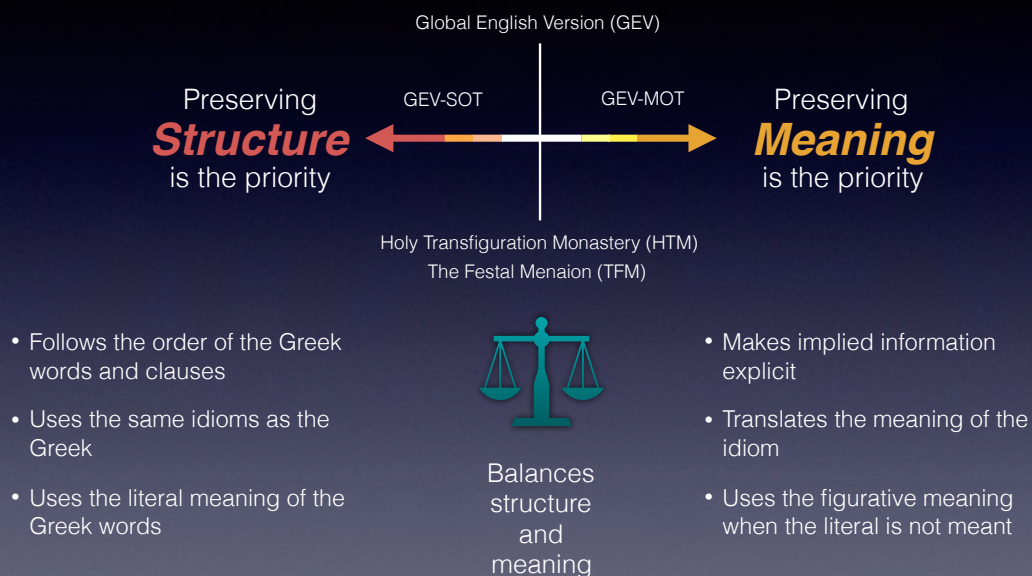 Global English Version (GEV)
Preserving
Structure
is the priority
GEV-SOT
GEV-MOT
Preserving
Meaning
is the priority
Holy Transfiguration Monastery (HTM)
The Festal Menaion (TFM)
• Follows the order of the Greek
words and clauses
• Uses the same idioms as the
Greek
• Uses the literal meaning of the
Greek words
Balances
structure
and
meaning
• Makes implied information
explicit
• Translates the meaning of the
idiom
• Uses the figurative meaning
when the literal is not meant